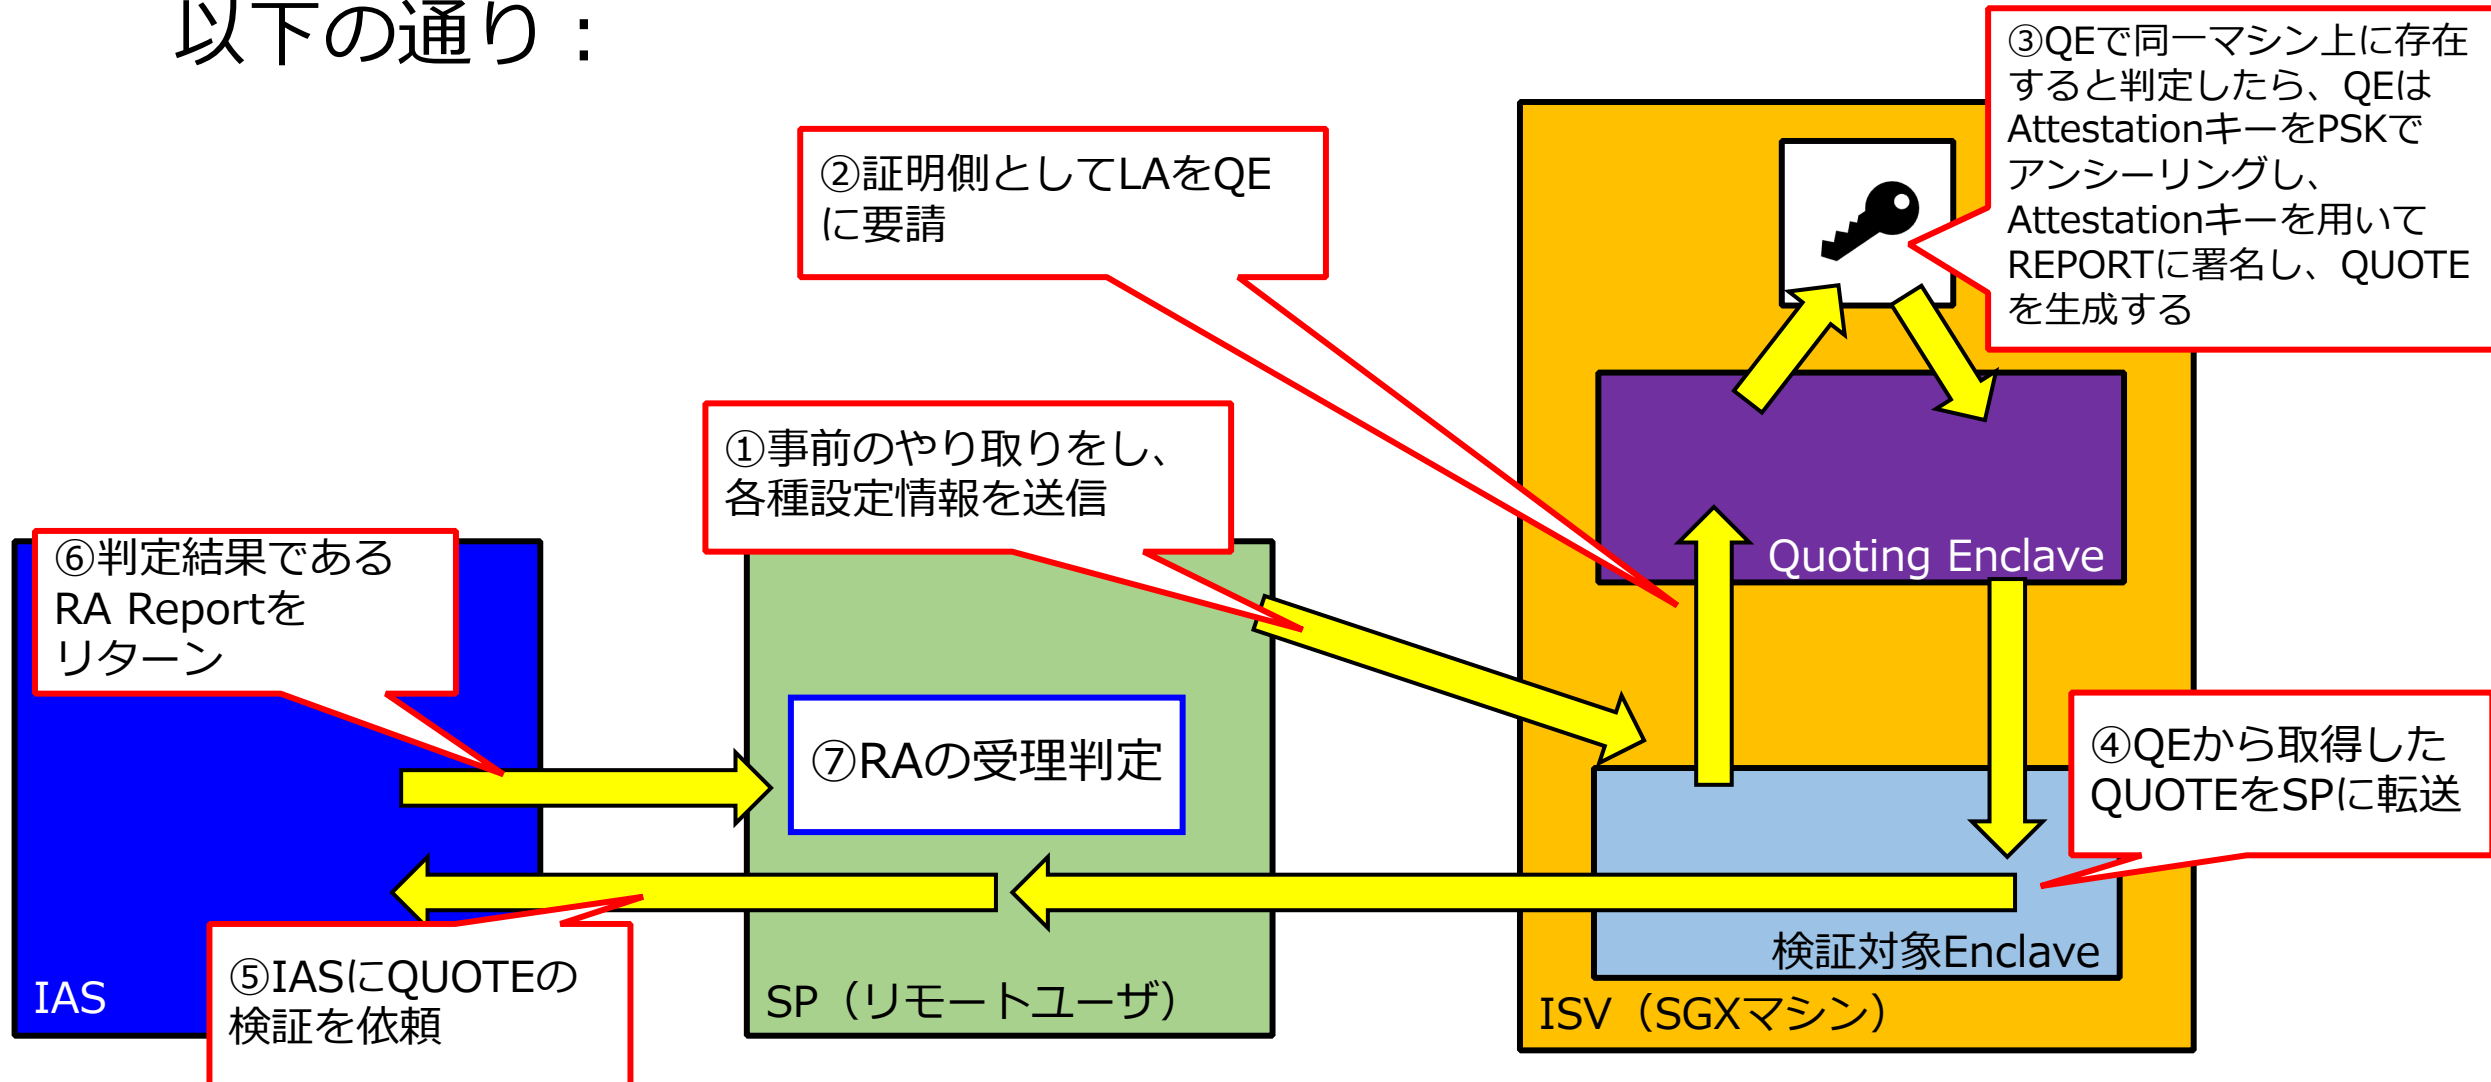 以下の通り：
③QEで同一マシン上に存在
すると判定したら、QEは
AttestationキーをPSKで
アンシーリングし、
Attestationキーを用いて
REPORTに署名し、QUOTE
を生成する
②証明側としてLAをQE
に要請
①事前のやり取りをし、
各種設定情報を送信
⑥判定結果である
RA Reportを
リターン
Quoting Enclave
⑦RAの受理判定
④QEから取得した
QUOTEをSPに転送
検証対象Enclave
⑤IASにQUOTEの
検証を依頼
IAS
SP（リモートユーザ）
ISV（SGXマシン）